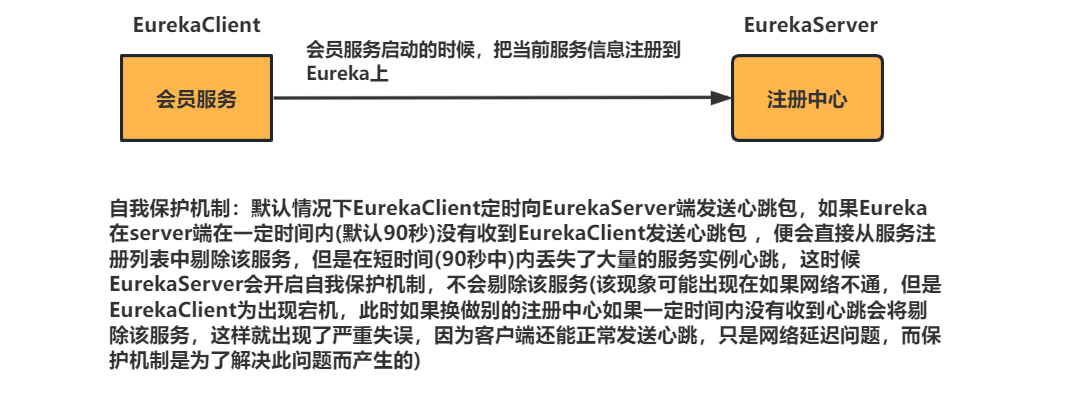 EurekaClient
EurekaServer
会员服务启动的时候，把当前服务信息注册到
Eureka上
会员服务
注册中心
自我保护机制：默认情况下EurekaClient定时向EurekaServer端发送心跳包，如果Eureka
在server端在一定时间内(默认90秒)没有收到EurekaClient发送心跳包 ，便会直接从服务注
册列表中剔除该服务，但是在短时间(90秒中)内丢失了大量的服务实例心跳，这时候
EurekaServer会开启自我保护机制，不会剔除该服务(该现象可能出现在如果网络不通，但是
EurekaClient为出现宕机，此时如果换做别的注册中心如果一定时间内没有收到心跳会将剔
除该服务，这样就出现了严重失误，因为客户端还能正常发送心跳，只是网络延迟问题，而保
护机制是为了解决此问题而产生的)